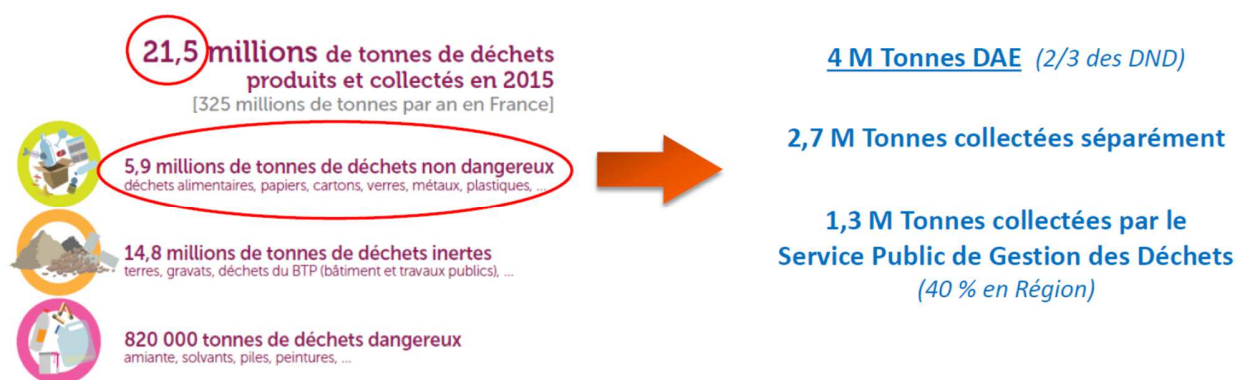 21,5 millions de tonnes de déchets
produits et collectés en 2015
[325 millions de tonnes par an en France]
5,9 millions de tonnes de déchets non dangereux
déchets alimentaires, papiers, cartons, verres, métaux, plastiques, ...
14,8 millions de tonnes de déchets inertes
terres, gravats, déchets du BTP (bâtiment et travaux publics), ...
820 000 tonnes de déchets dangereux
amiante, solvants, piles, peintures, ...
4 M Tonnes DAE (2/3 des DND)
2,7 M Tonnes collectées séparément
1,3 M Tonnes collectées par le
Service Public de Gestion des Déchets
(40 % en Région)